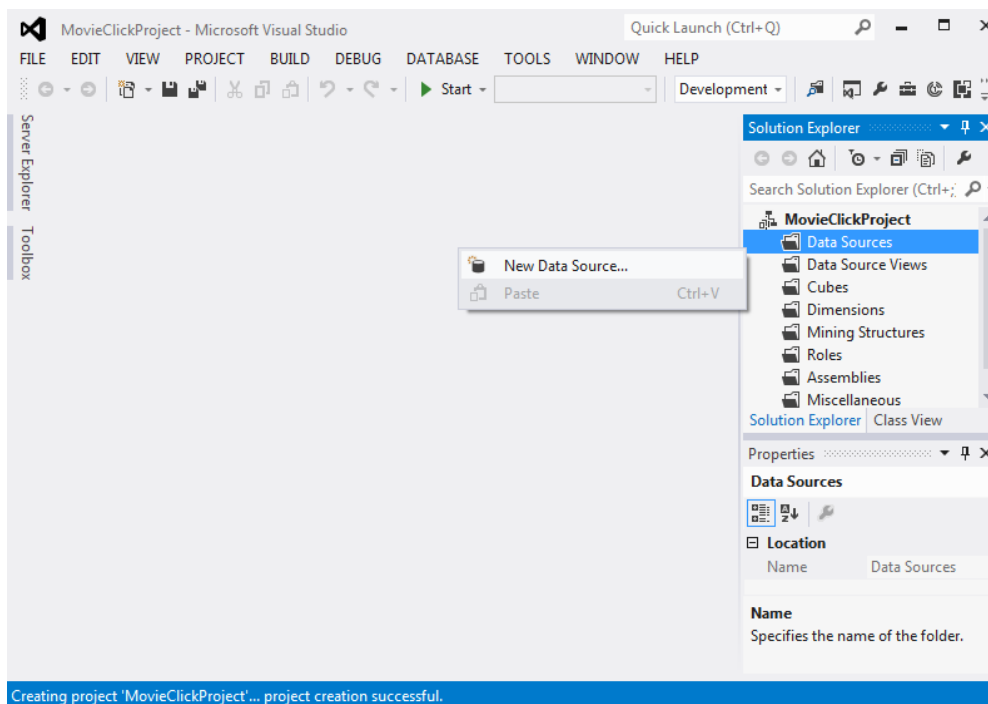 MovieClickProject - Microsoft Visual Studio
Quick Launch (Ctrl+Q)
FILE EDIT VIEW PROJECT BUILD DEBUG DATABASE TOOLS WINDOW HELP
Start
Development
Server Explorer
Toolbox
Solution Explorer
Search Solution Explorer (Ctrl+;
MovieClickProject
Data Sources
Data Source Views
Cubes
Dimensions
Mining Structures
Roles
Assemblies
Miscellaneous
New Data Source...
Paste Ctrl+V
Solution Explorer Class View
Properties
Data Sources
Location
Name Data Sources
Name
Specifies the name of the folder.
Creating project 'MovieClickProject'... project creation successful.